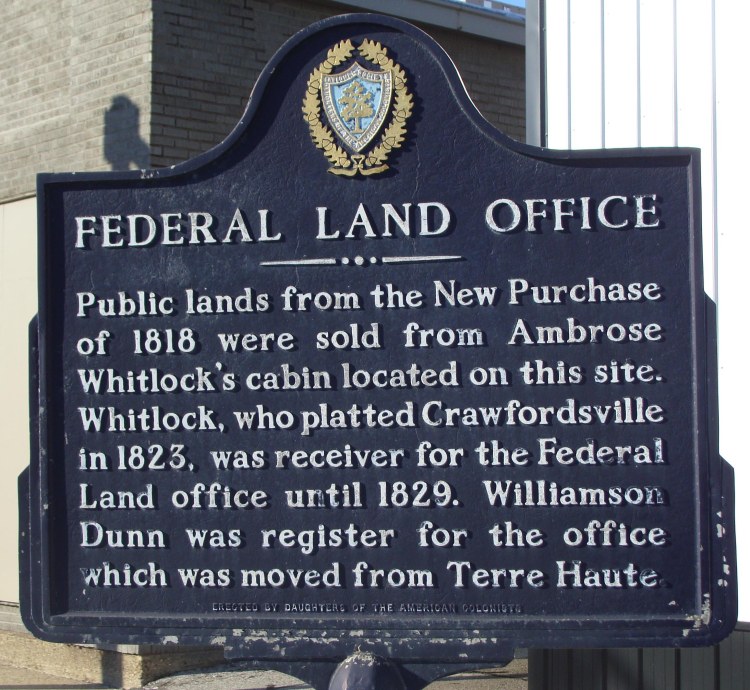 FEDERAL LAND OFFICE
Public lands from the New Purchase
of 1818 were sold from Ambrose
Whitlock's cabin located on this site.
Whitlock, who platted Crawfordsville
in 1823, was receiver for the Federal
Land office until 1829. Williamson
Dunn was register for the office
which was moved from Terre Haute.
ERECTED BY DAUGHTERS OF THE AMERICAN COLONISTS